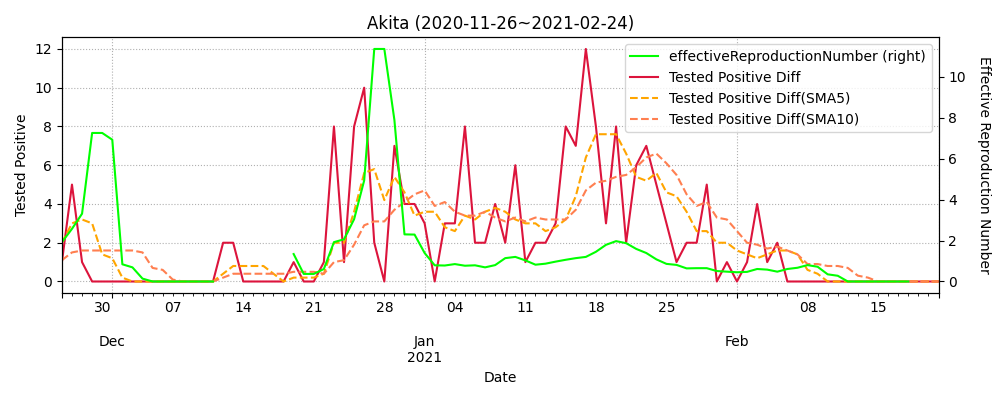 Akita (2020-11-26~2021-02-24)
effectiveReproductionNumber (right)
Tested Positive Diff
Tested Positive Diff(SMA5)
Tested Positive Diff(SMA10)
Tested Positive
12
10
8
6
4
2
0
Effective Reproduction Number
10
8
6
4
2
0
30 07 14 21 28 04 11 18 25 08 15
Dec Jan Feb
2021
Date